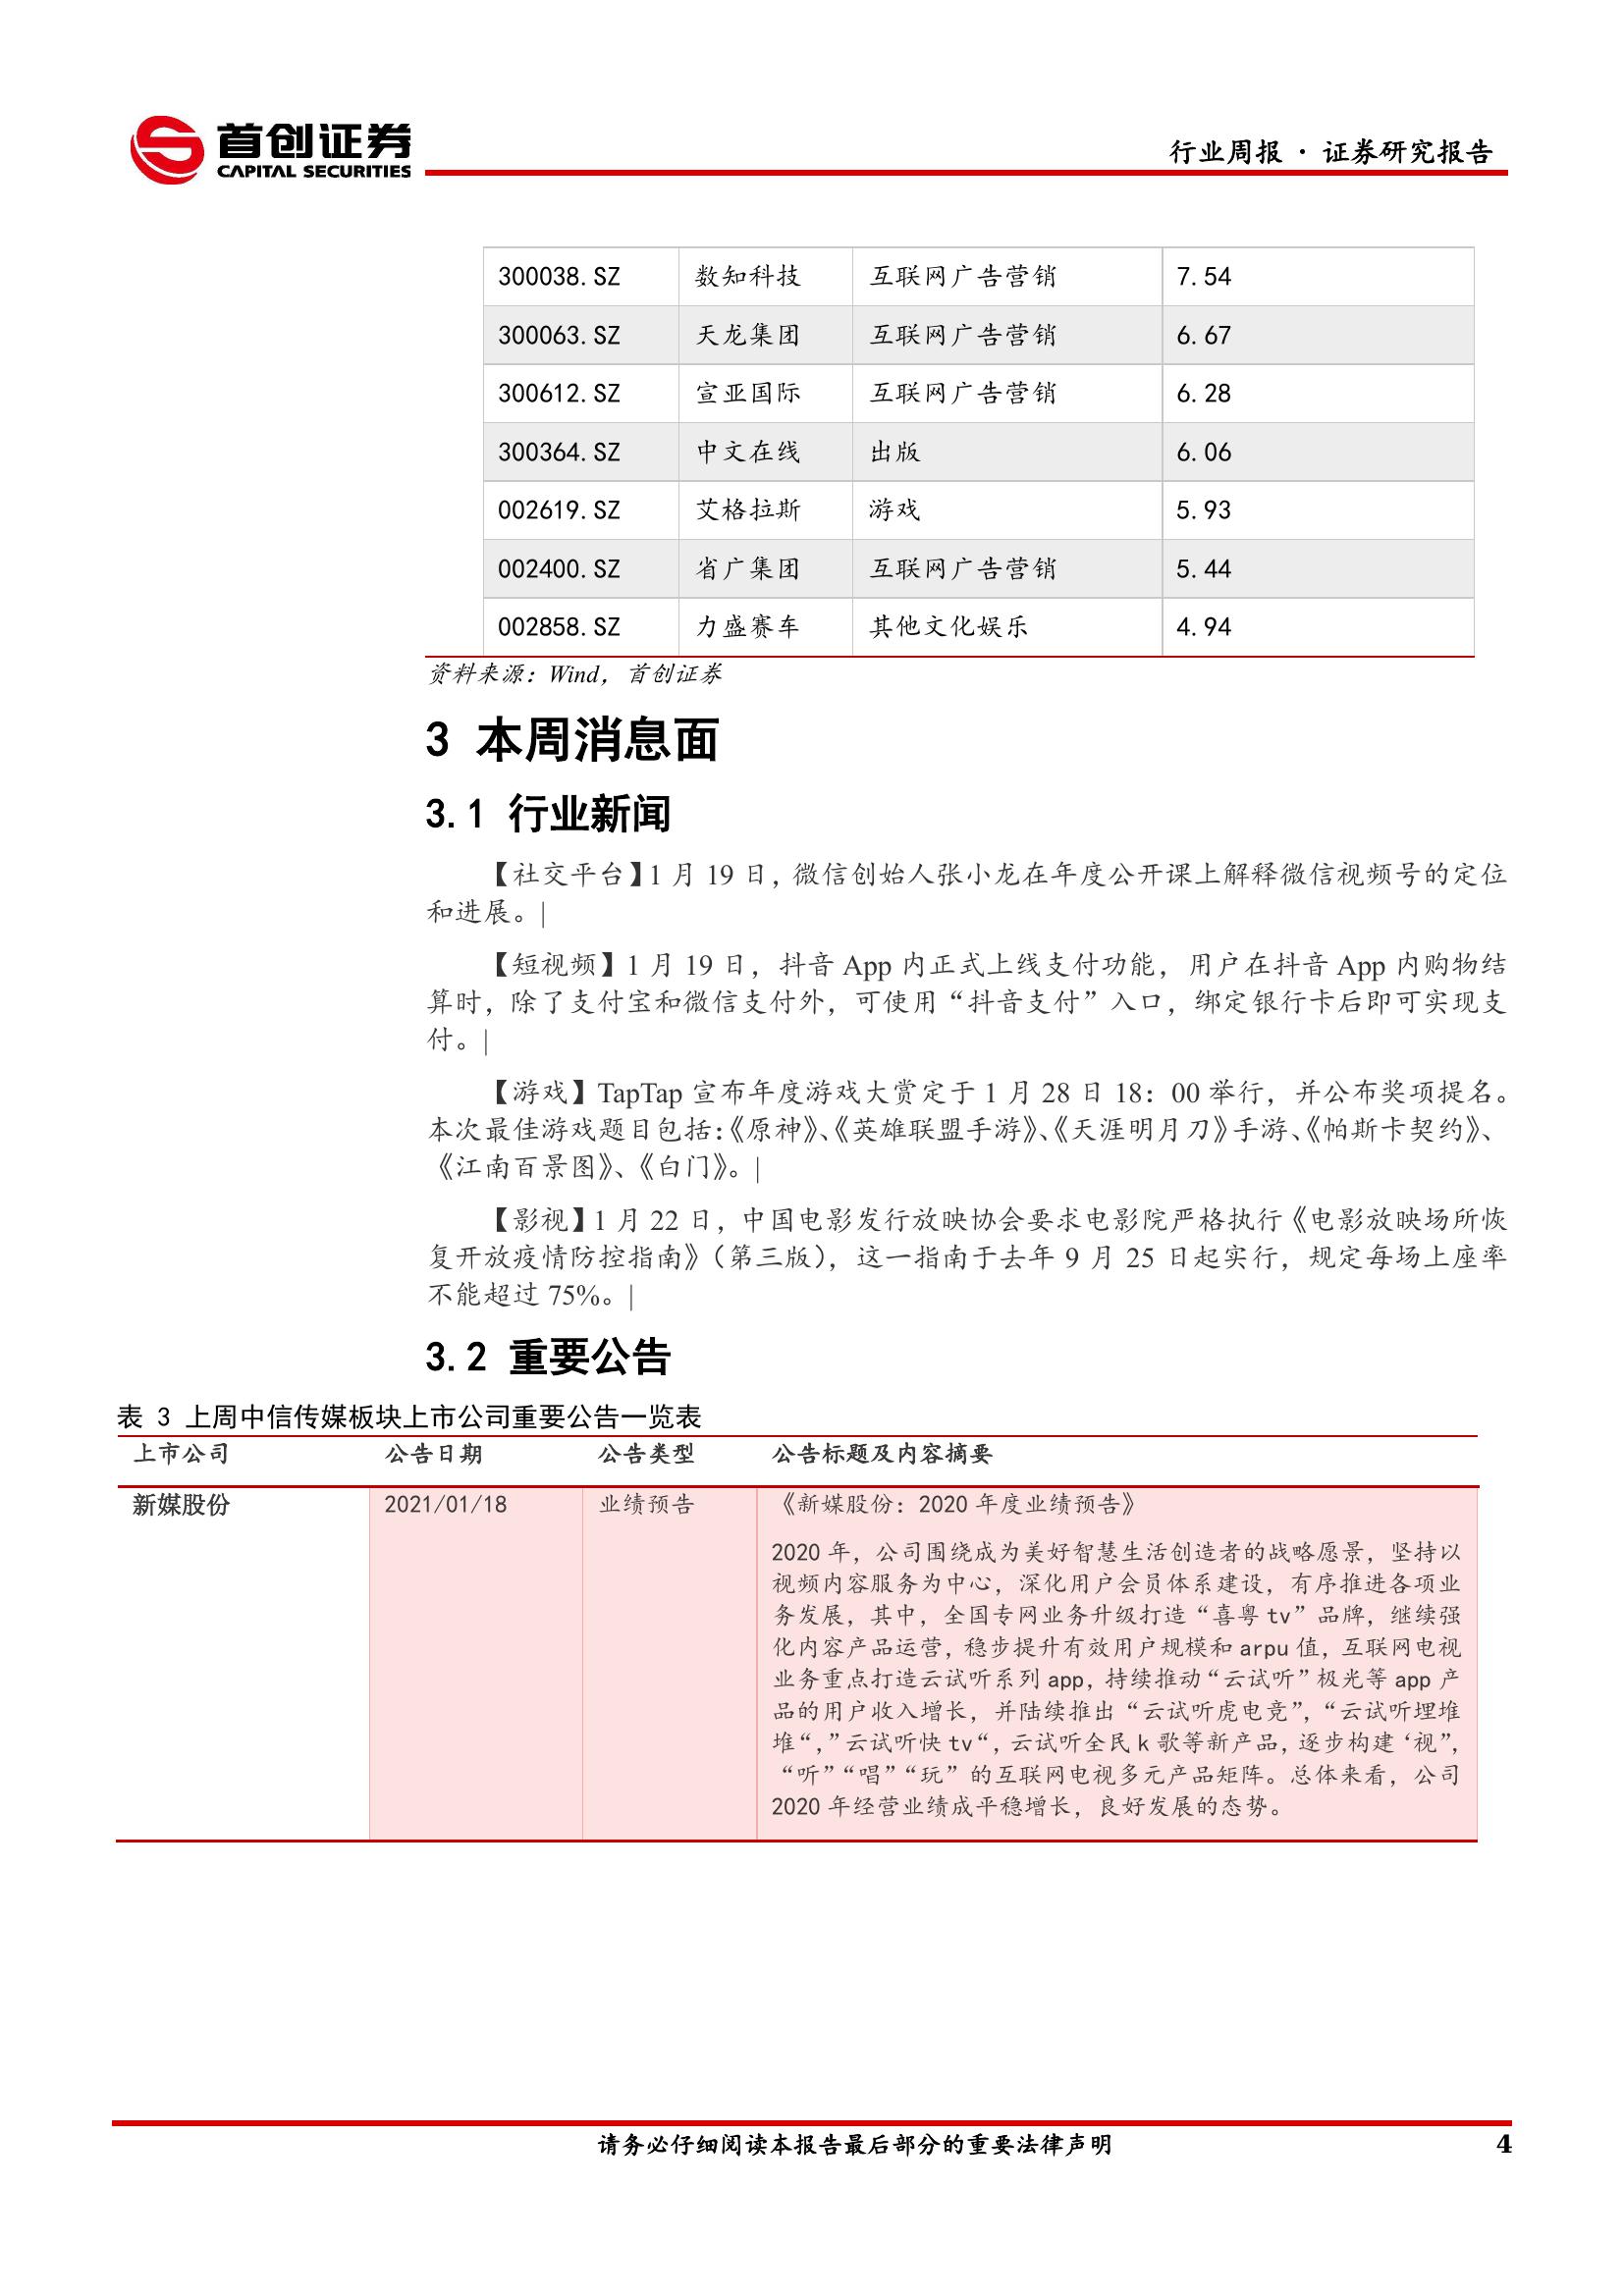 首创证券
CAPITAL SECURITIES
行业周报 · 证券研究报告
300038.SZ 数知科技 互联网广告营销 7.54
300063.SZ 天龙集团 互联网广告营销 6.67
300612.SZ 宣亚国际 互联网广告营销 6.28
300364.SZ 中文在线 出版 6.06
002619.SZ 艾格拉斯 游戏 5.93
002400.SZ 省广集团 互联网广告营销 5.44
002858.SZ 力盛赛车 其他文化娱乐 4.94
资料来源：Wind，首创证券
3 本周消息面
3.1 行业新闻
【社交平台】1 月 19 日，微信创始人张小龙在年度公开课上解释微信视频号的定位
和进展。|
【短视频】1 月 19 日，抖音 App 内正式上线支付功能，用户在抖音 App 内购物结
算时，除了支付宝和微信支付外，可使用“抖音支付”入口，绑定银行卡后即可实现支
付。|
【游戏】TapTap 宣布年度游戏大赏定于 1 月 28 日 18：00 举行，并公布奖项提名。
本次最佳游戏题目包括：《原神》、《英雄联盟手游》、《天涯明月刀》手游、《帕斯卡契约》、
《江南百景图》、《白门》。|
【影视】1 月 22 日，中国电影发行放映协会要求电影院严格执行《电影放映场所恢
复开放疫情防控指南》（第三版），这一指南于去年 9 月 25 日起实行，规定每场上座率
不能超过 75%。|
3.2 重要公告
表 3 上周中信传媒板块上市公司重要公告一览表
上市公司 公告日期 公告类型 公告标题及内容摘要
新媒股份 2021/01/18 业绩预告 《新媒股份：2020 年度业绩预告》
2020 年，公司围绕成为美好智慧生活创造者的战略愿景，坚持以
视频内容服务为中心，深化用户会员体系建设，有序推进各项业
务发展，其中，全国专网业务升级打造“喜粤 tv”品牌，继续强
化内容产品运营，稳步提升有效用户规模和 arpu 值，互联网电视
业务重点打造云试听系列 app，持续推动“云试听”极光等 app 产
品的用户收入增长，并陆续推出“云试听虎电竞”，“云试听埋堆
堆“，”云试听快 tv“，云试听全民 k 歌等新产品，逐步构建‘视”，
“听”“唱”“玩”的互联网电视多元产品矩阵。总体来看，公司
2020 年经营业绩成平稳增长，良好发展的态势。
请务必仔细阅读本报告最后部分的重要法律声明 4